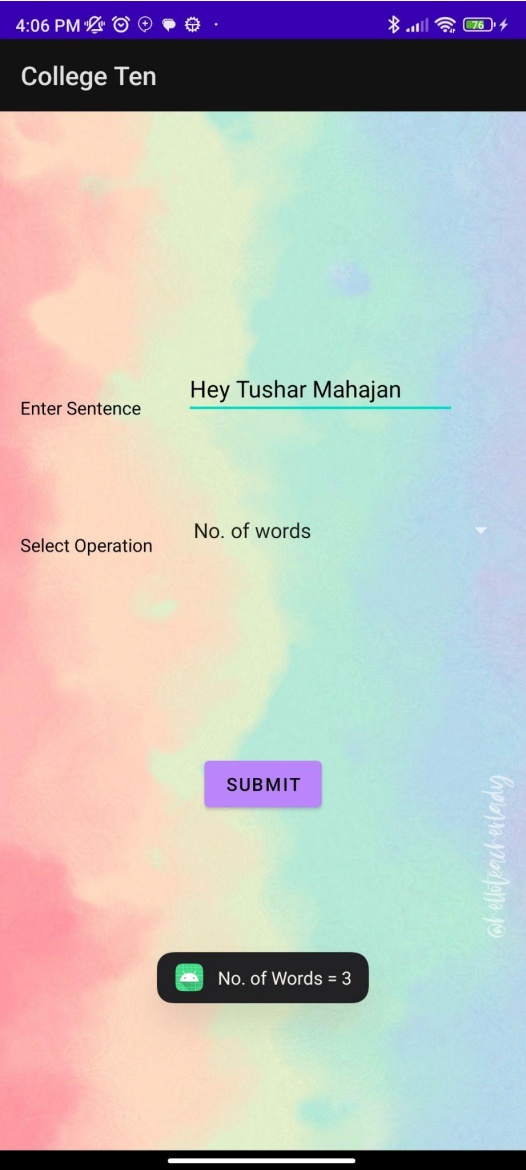 4:06 PM
76
College Ten
Hey Tushar Mahajan
Enter Sentence
No. of words
Select Operation
SUBMIT
@helloteacherlady
No. of Words = 3